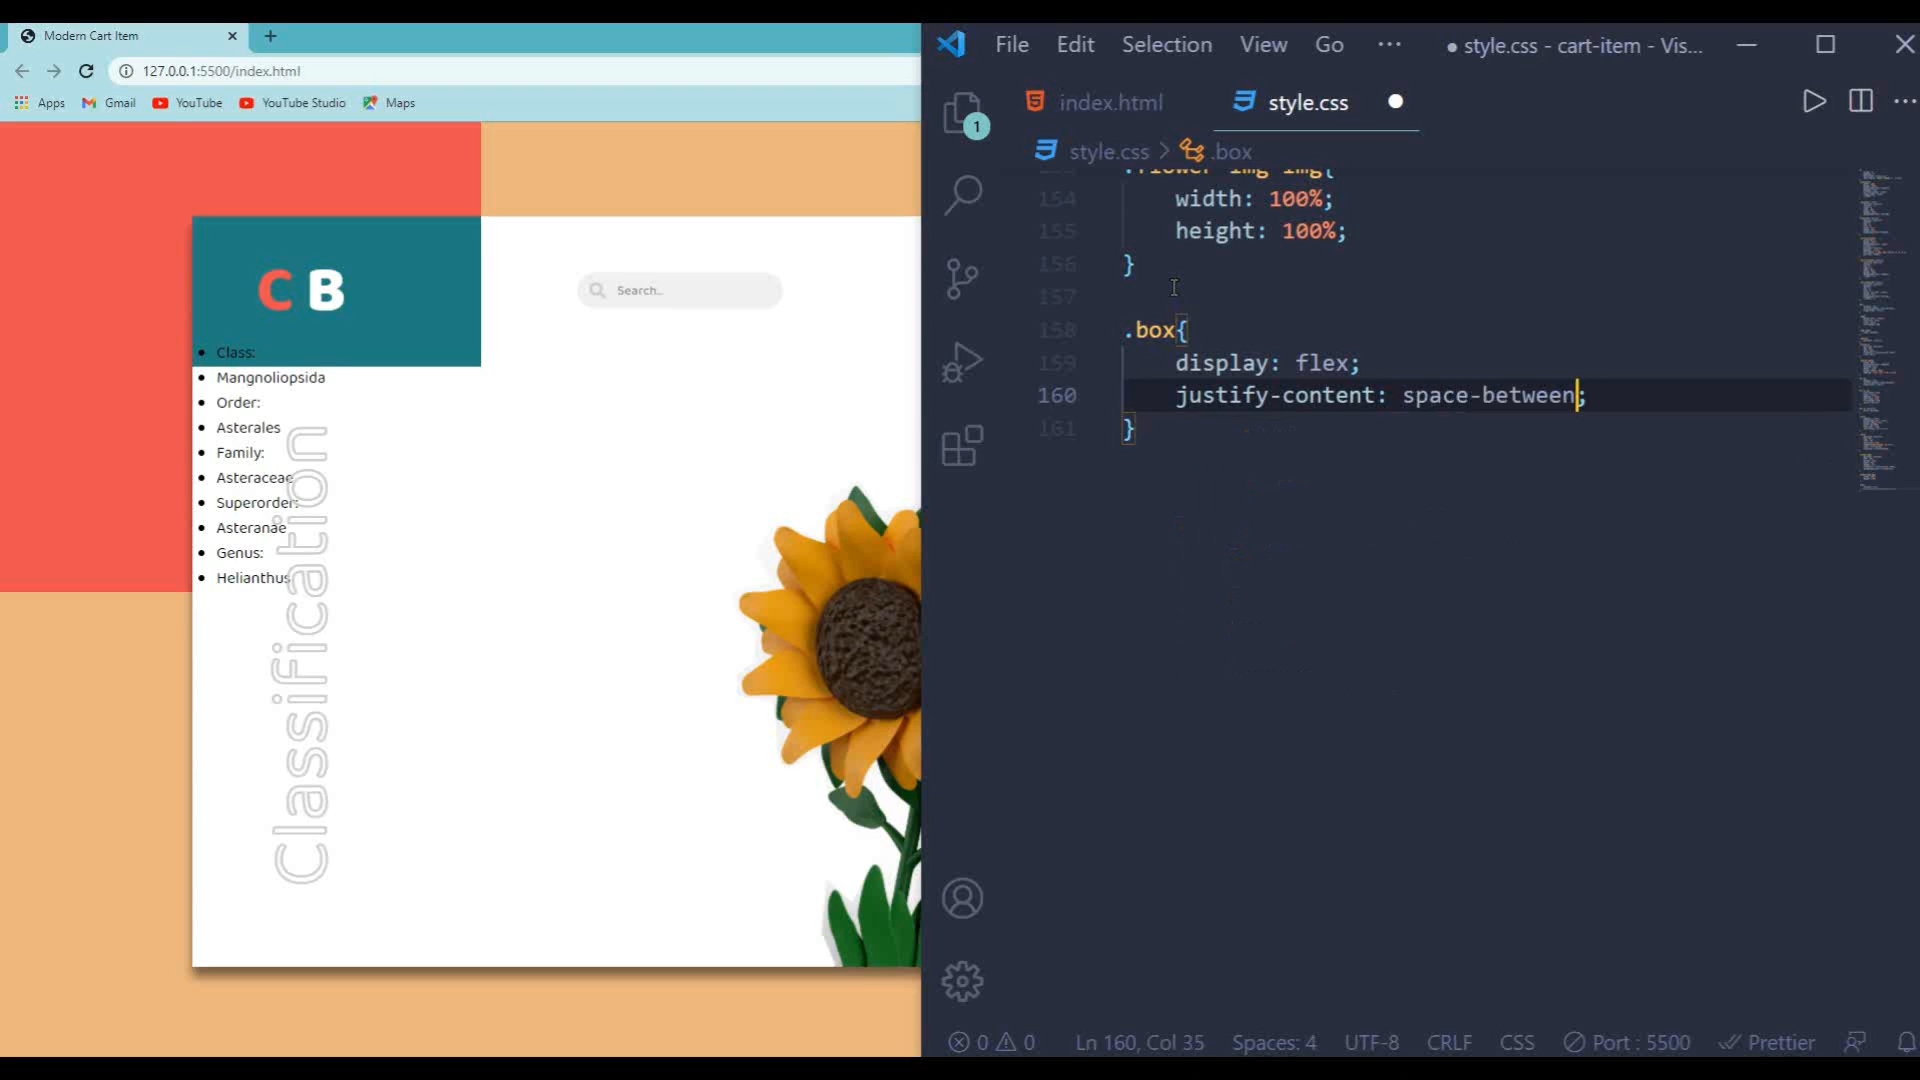 Modern Cart Item
127.0.0.1:5500/index.html
Apps Gmail YouTube YouTube Studio Maps
C B
Search...
Class:
Mangnoliopsida
Order:
Asterales
Family:
Asteraceae
Superorder:
Asteranae
Genus:
Helianthus
Classification
File Edit Selection View Go ··· ● style.css - cart-item - Vis...
1
index.html style.css
style.css > .box
.flower-img img{
154 width: 100%;
155 height: 100%;
156 }
157
158 .box{
159 display: flex;
160 justify-content: space-between;
161 }
0 0 Ln 160, Col 35 Spaces: 4 UTF-8 CRLF CSS Port : 5500 Prettier